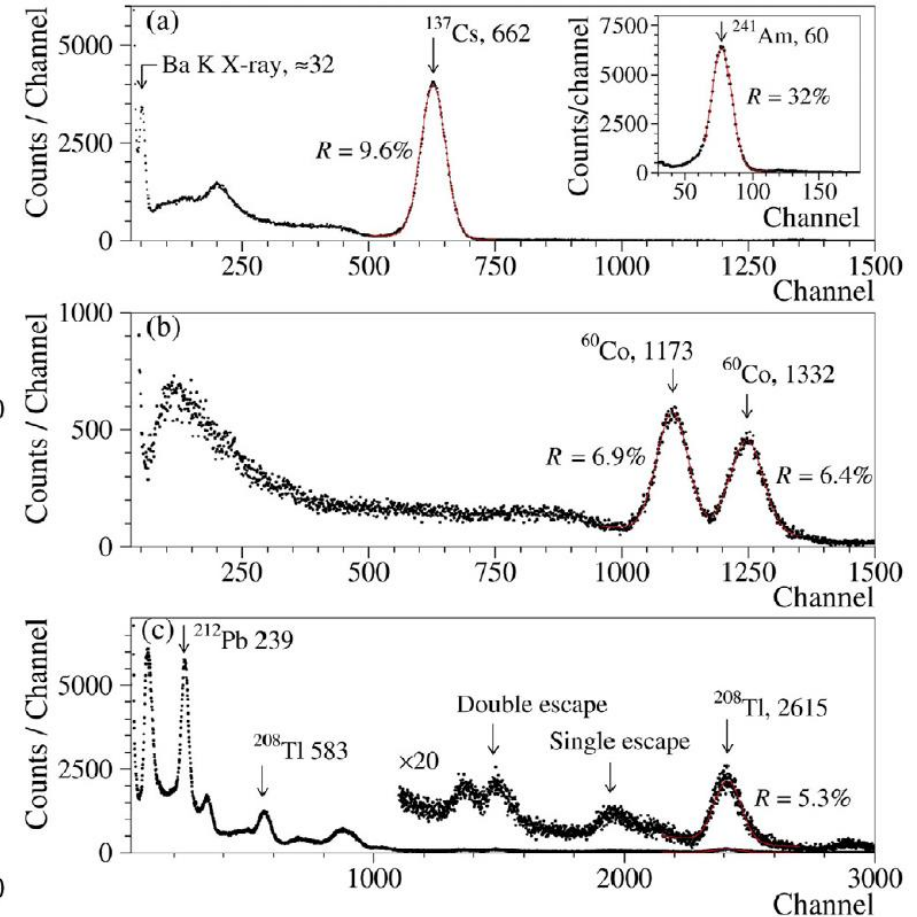 (a)
Counts / Channel
5000
2500
0
Ba K X-ray, ≈32
¹³⁷Cs, 662
R = 9.6%
Counts/channel
7500
5000
2500
0
²⁴¹Am, 60
R = 32%
50 100 150
Channel
250 500 750 1000 1250 1500
Channel
(b)
Counts / Channel
1000
500
0
⁶⁰Co, 1173
⁶⁰Co, 1332
R = 6.9%
R = 6.4%
250 500 750 1000 1250 1500
Channel
(c)
Counts / Channel
5000
2500
0
²¹²Pb 239
²⁰⁸Tl 583
×20
Double escape
Single escape
²⁰⁸Tl, 2615
R = 5.3%
1000 2000 3000
Channel